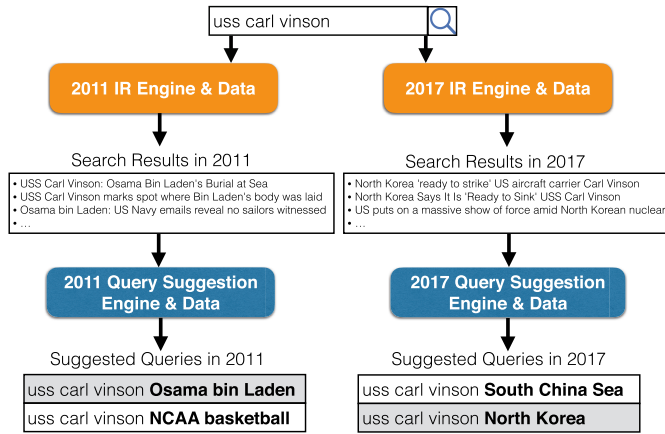 uss carl vinson
2011 IR Engine & Data
2017 IR Engine & Data
Search Results in 2011
Search Results in 2017
• USS Carl Vinson: Osama Bin Laden's Burial at Sea
• USS Carl Vinson marks spot where Bin Laden's body was laid
• Osama bin Laden: US Navy emails reveal no sailors witnessed
• ...
• North Korea 'ready to strike' US aircraft carrier Carl Vinson
• North Korea Says It Is 'Ready to Sink' USS Carl Vinson
• US puts on a massive show of force amid North Korean nuclear
• ...
2011 Query Suggestion
Engine & Data
2017 Query Suggestion
Engine & Data
Suggested Queries in 2011
Suggested Queries in 2017
uss carl vinson Osama bin Laden
uss carl vinson NCAA basketball
uss carl vinson South China Sea
uss carl vinson North Korea